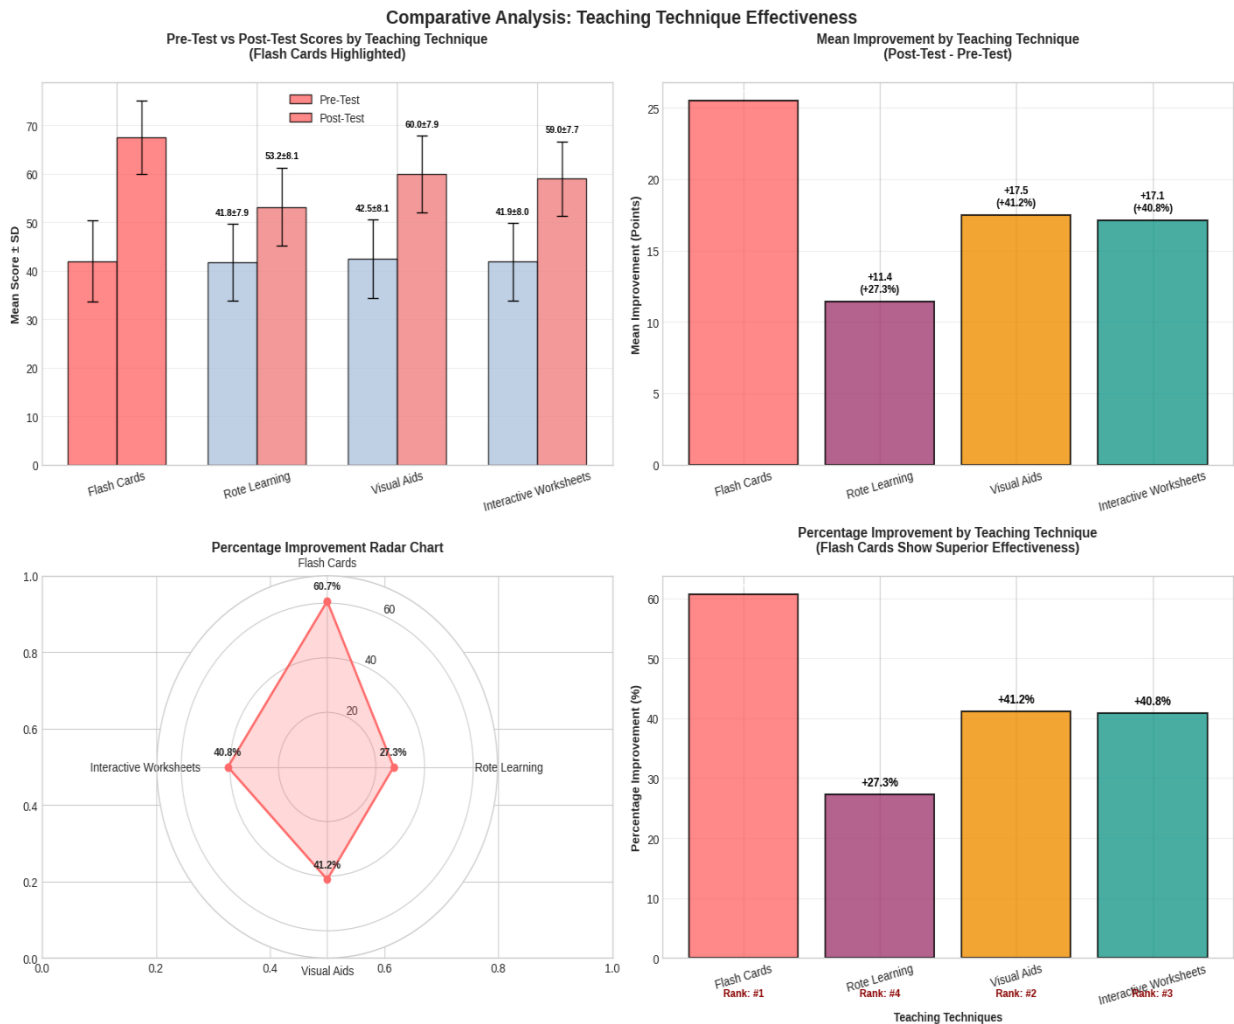 Comparative Analysis: Teaching Technique Effectiveness
Pre-Test vs Post-Test Scores by Teaching Technique
(Flash Cards Highlighted)
Mean Score ± SD
70
60
50
40
30
20
10
0
Pre-Test
Post-Test
41.8±7.9
53.2±8.1
42.5±8.1
60.0±7.9
41.9±8.0
59.0±7.7
Flash Cards
Rote Learning
Visual Aids
Interactive Worksheets
Mean Improvement by Teaching Technique
(Post-Test - Pre-Test)
Mean Improvement (Points)
25
20
15
10
5
0
+11.4
(+27.3%)
+17.5
(+41.2%)
+17.1
(+40.8%)
Flash Cards
Rote Learning
Visual Aids
Interactive Worksheets
Percentage Improvement Radar Chart
Flash Cards
1.0
0.8
0.6
0.4
0.2
0.0
60.7%
60
40
20
40.8%
27.3%
Interactive Worksheets
Rote Learning
41.2%
Visual Aids
0.0
0.2
0.4
0.6
0.8
1.0
Percentage Improvement by Teaching Technique
(Flash Cards Show Superior Effectiveness)
Percentage Improvement (%)
60
50
40
30
20
10
0
+27.3%
+41.2%
+40.8%
Flash Cards
Rote Learning
Visual Aids
Interactive Worksheets
Rank: #1
Rank: #4
Rank: #2
Rank: #3
Teaching Techniques